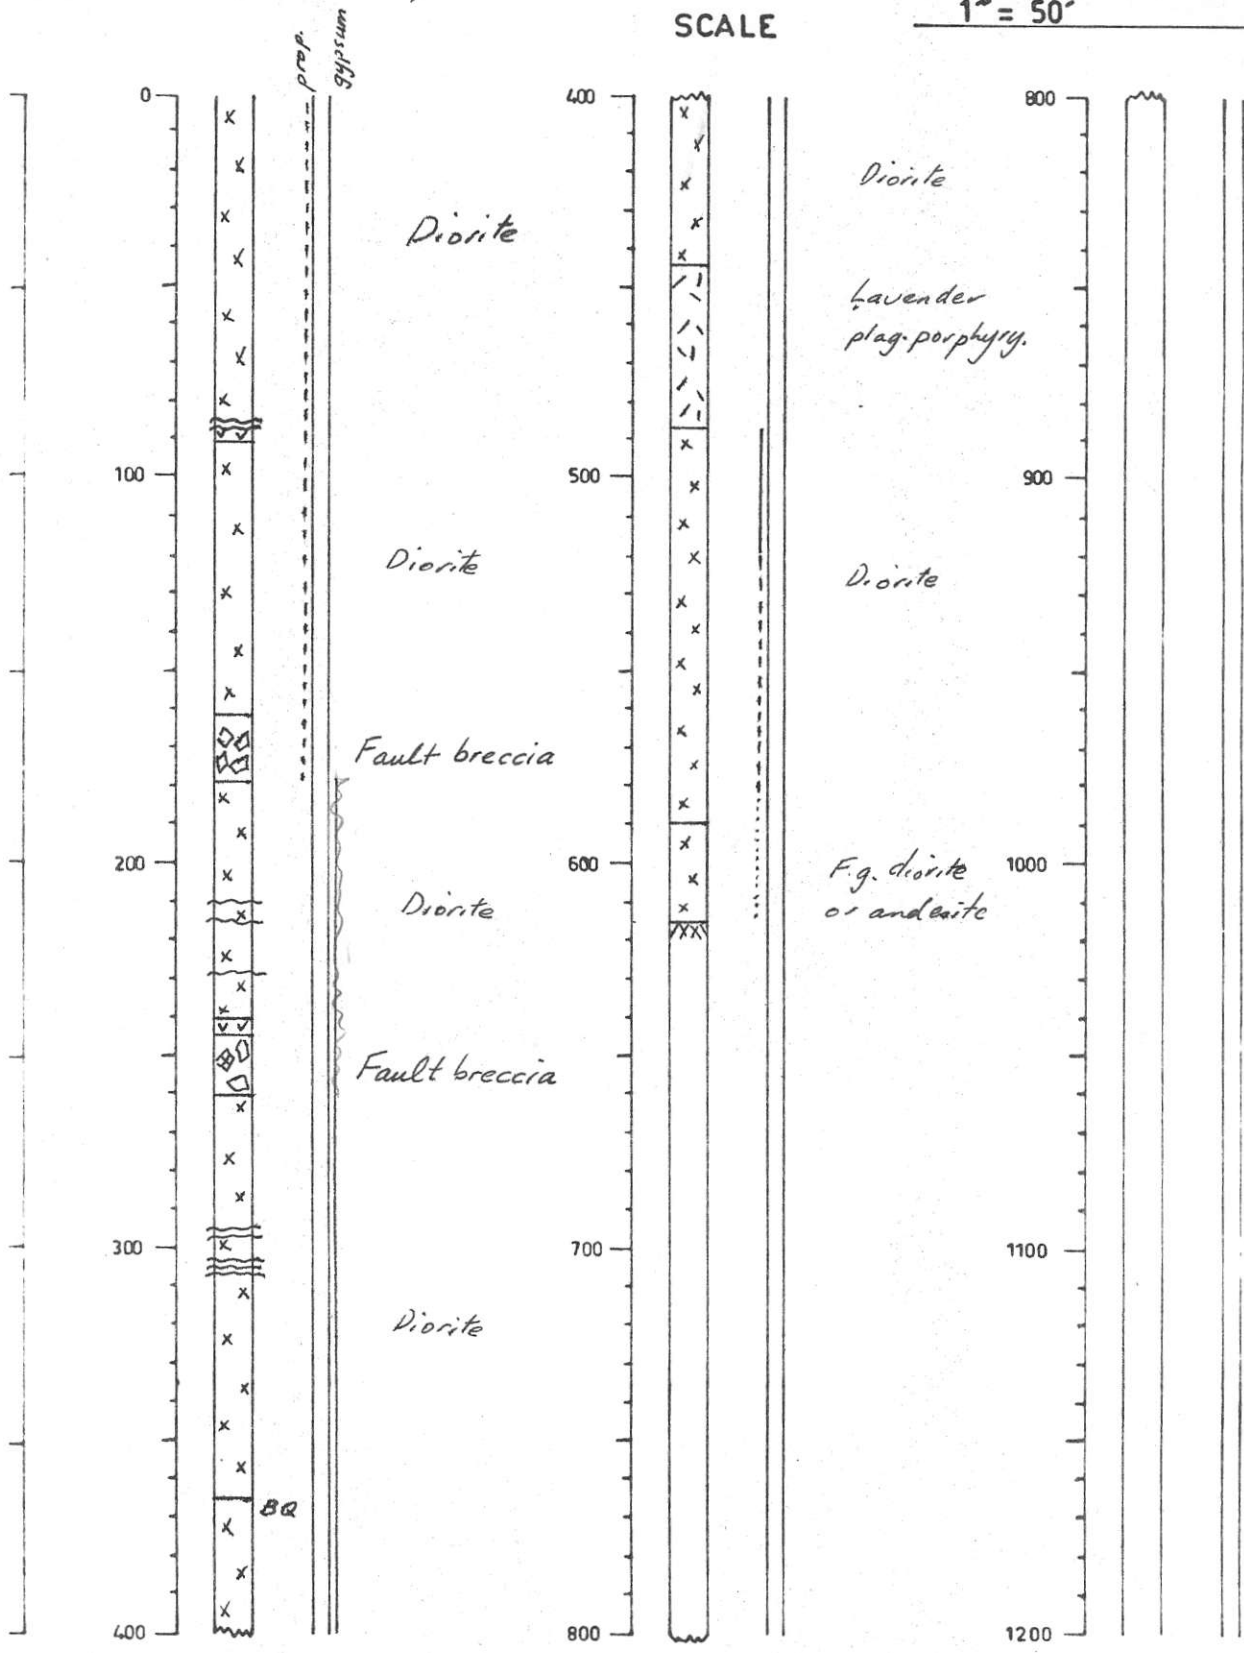 SCALE 1" = 50'
prop.
gypsum
0
100
200
300
400
Diorite
Diorite
Fault breccia
Diorite
Fault breccia
Diorite
BQ
400
500
600
700
800
Diorite
Lavender
plag. porphyry.
Diorite
F.g. diorite
or andesite
800
900
1000
1100
1200